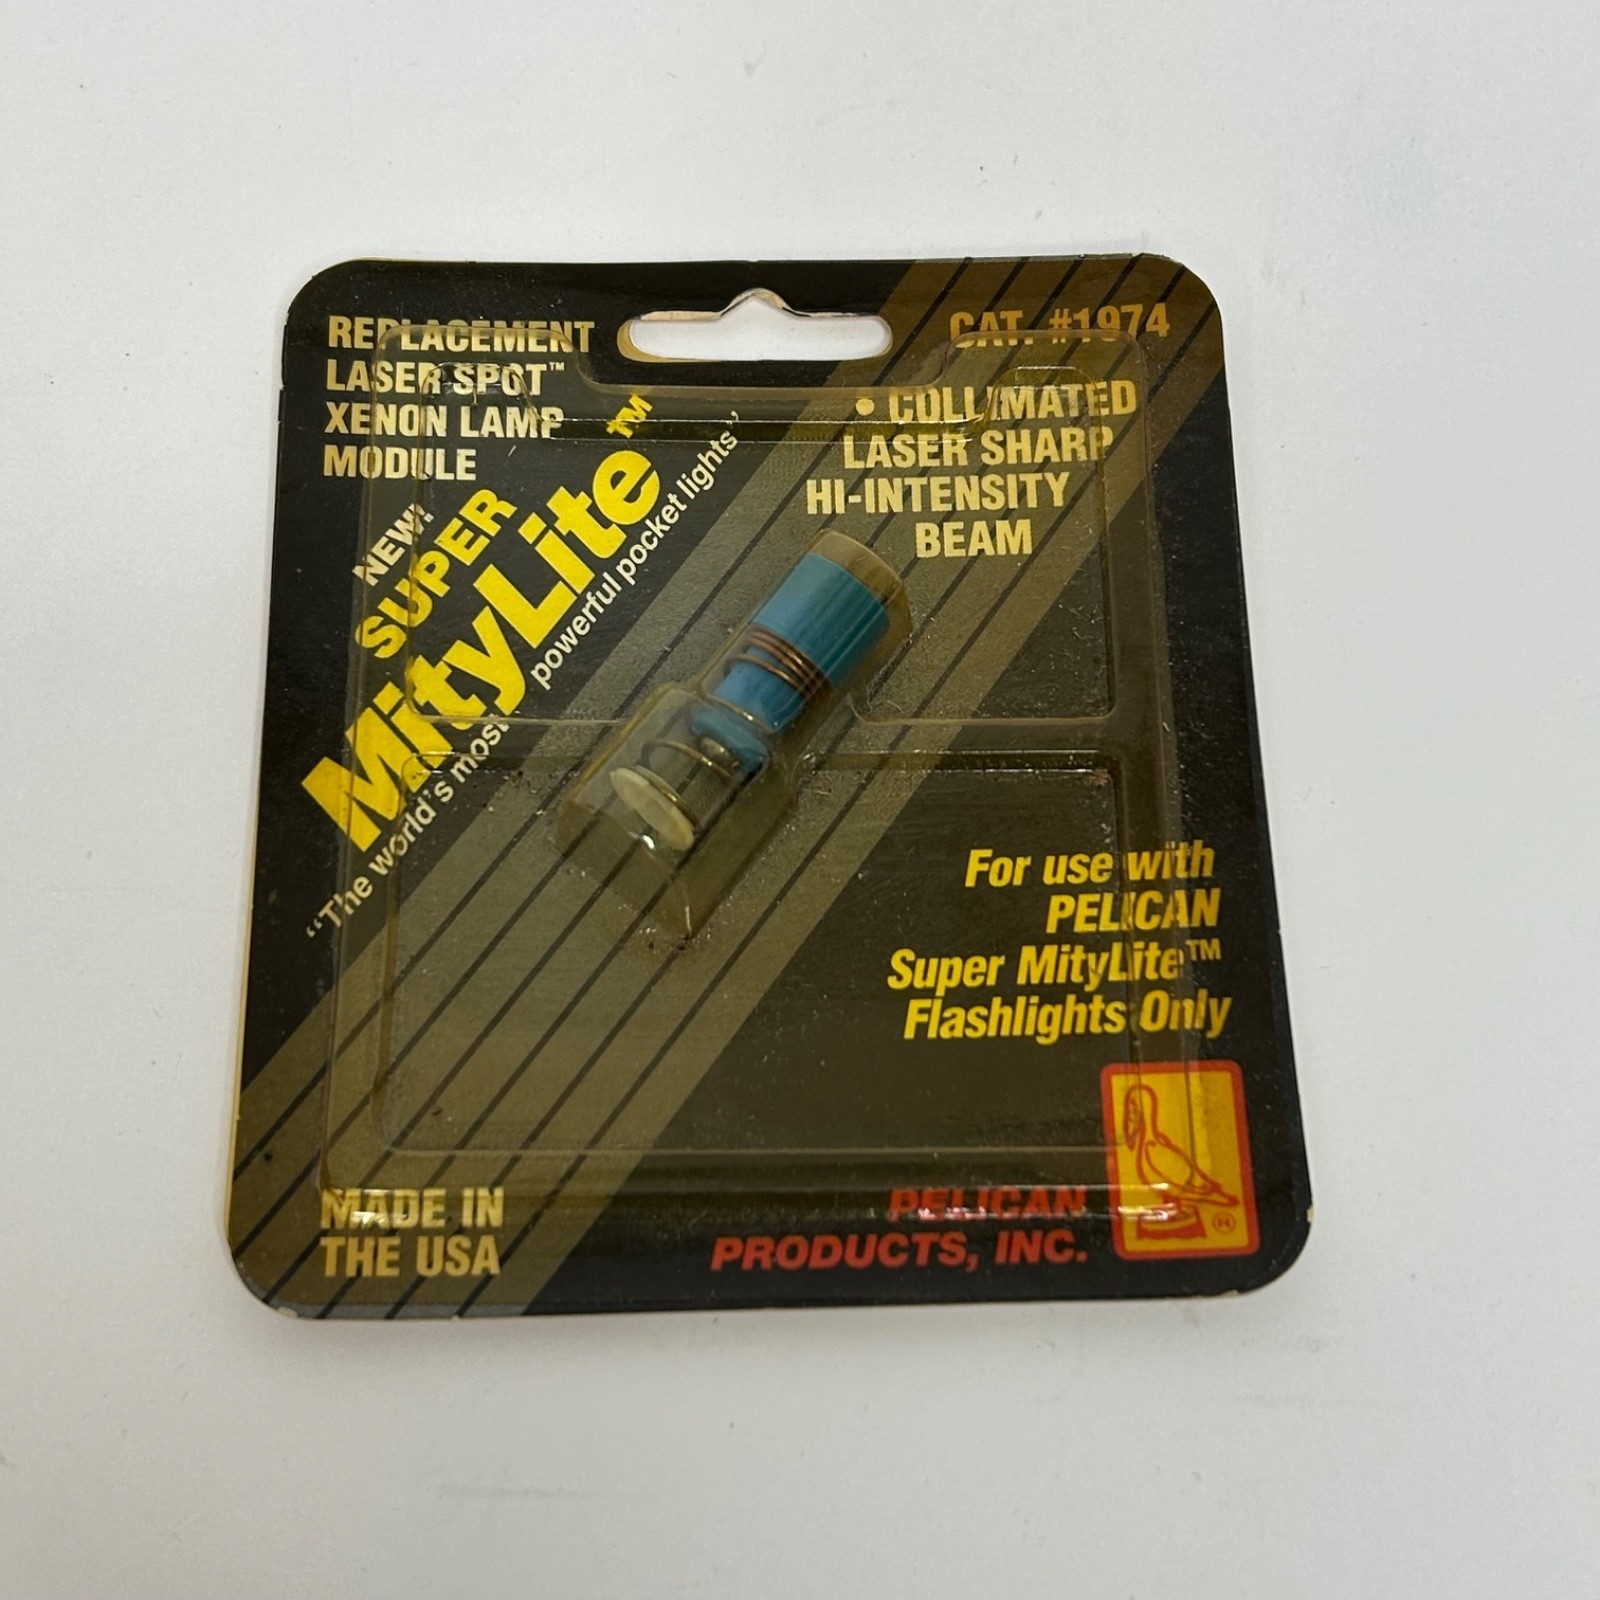 REPLACEMENT
LASER SPOT™
XENON LAMP
MODULE
CAT. #1974
• COLLIMATED
LASER SHARP
HI-INTENSITY
BEAM
NEW!
SUPER
MityLite™
"The world's most powerful pocket lights"
For use with
PELICAN
Super MityLite™
Flashlights Only
MADE IN
THE USA
PELICAN
PRODUCTS, INC.
®